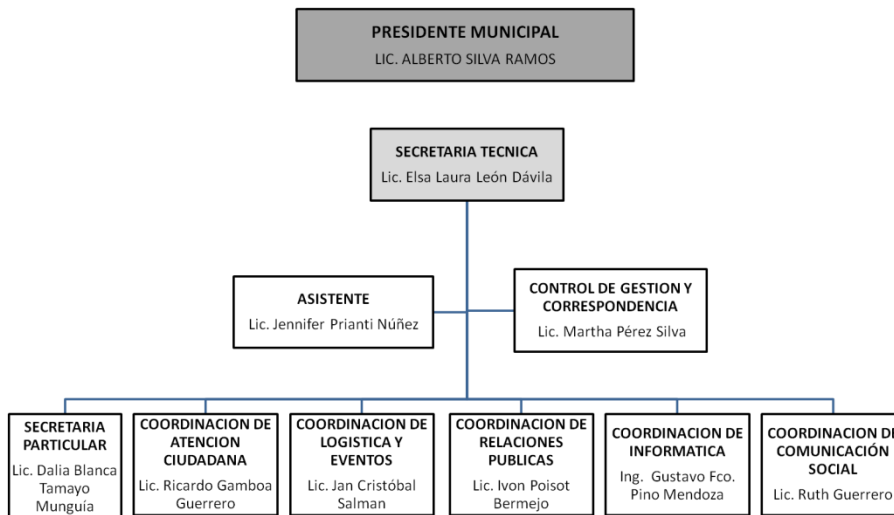 PRESIDENTE MUNICIPAL
LIC. ALBERTO SILVA RAMOS
SECRETARIA TECNICA
Lic. Elsa Laura León Dávila
ASISTENTE
Lic. Jennifer Prianti Núñez
CONTROL DE GESTION Y
CORRESPONDENCIA
Lic. Martha Pérez Silva
SECRETARIA
PARTICULAR
Lic. Dalia Blanca
Tamayo
Munguía
COORDINACION DE
ATENCION
CIUDADANA
Lic. Ricardo Gamboa
Guerrero
COORDINACION DE
LOGISTICA Y
EVENTOS
Lic. Jan Cristóbal
Salman
COORDINACION DE
RELACIONES
PUBLICAS
Lic. Ivon Poisot
Bermejo
COORDINACION DE
INFORMATICA
Ing. Gustavo Fco.
Pino Mendoza
COORDINACION DE
COMUNICACIÓN
SOCIAL
Lic. Ruth Guerrero